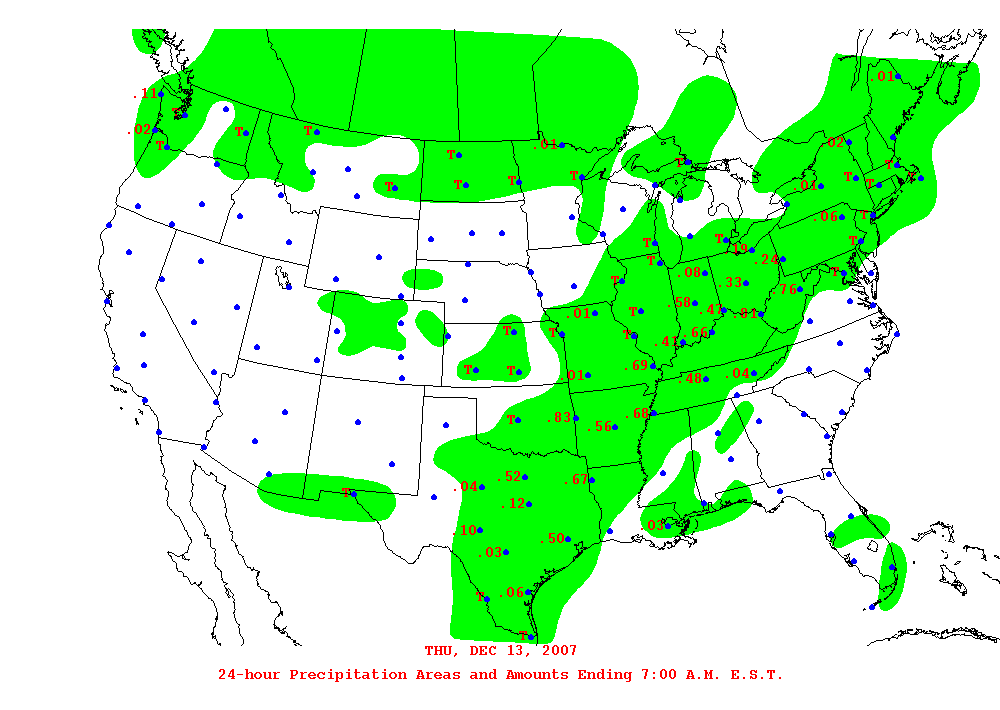 .01
.11
T
.02
T
T
T
.01
.02
T
T
T
T
T
T
T
T
.01
T
T
T
.06
T
T
T
.19
T
T
.24
T
.08
.33
.76
T
.58
.47
.01
T
T
T
.41
.66
T
T
.01
.69
.48
.04
.83
.56
.68
T
.52
.67
.04
T
.12
.03
.10
.50
.03
T
.06
T
THU, DEC 13, 2007
24-hour Precipitation Areas and Amounts Ending 7:00 A.M. E.S.T.